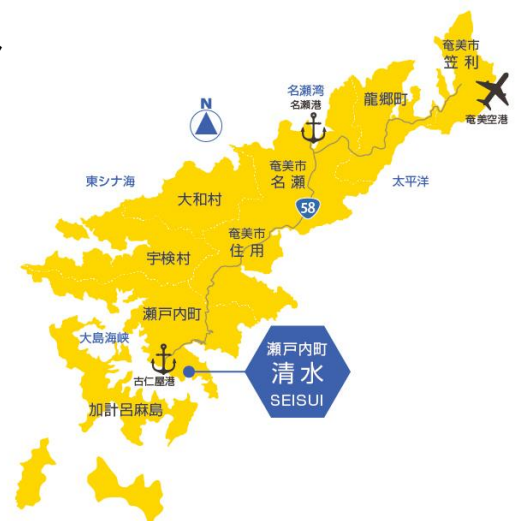 奄美市
笠利
名瀬湾
名瀬港
龍郷町
奄美空港
N
奄美市
名瀬
東シナ海
太平洋
大和村
58
奄美市
住用
宇検村
瀬戸内町
大島海峡
古仁屋港
瀬戸内町
清水
SEISUI
加計呂麻島